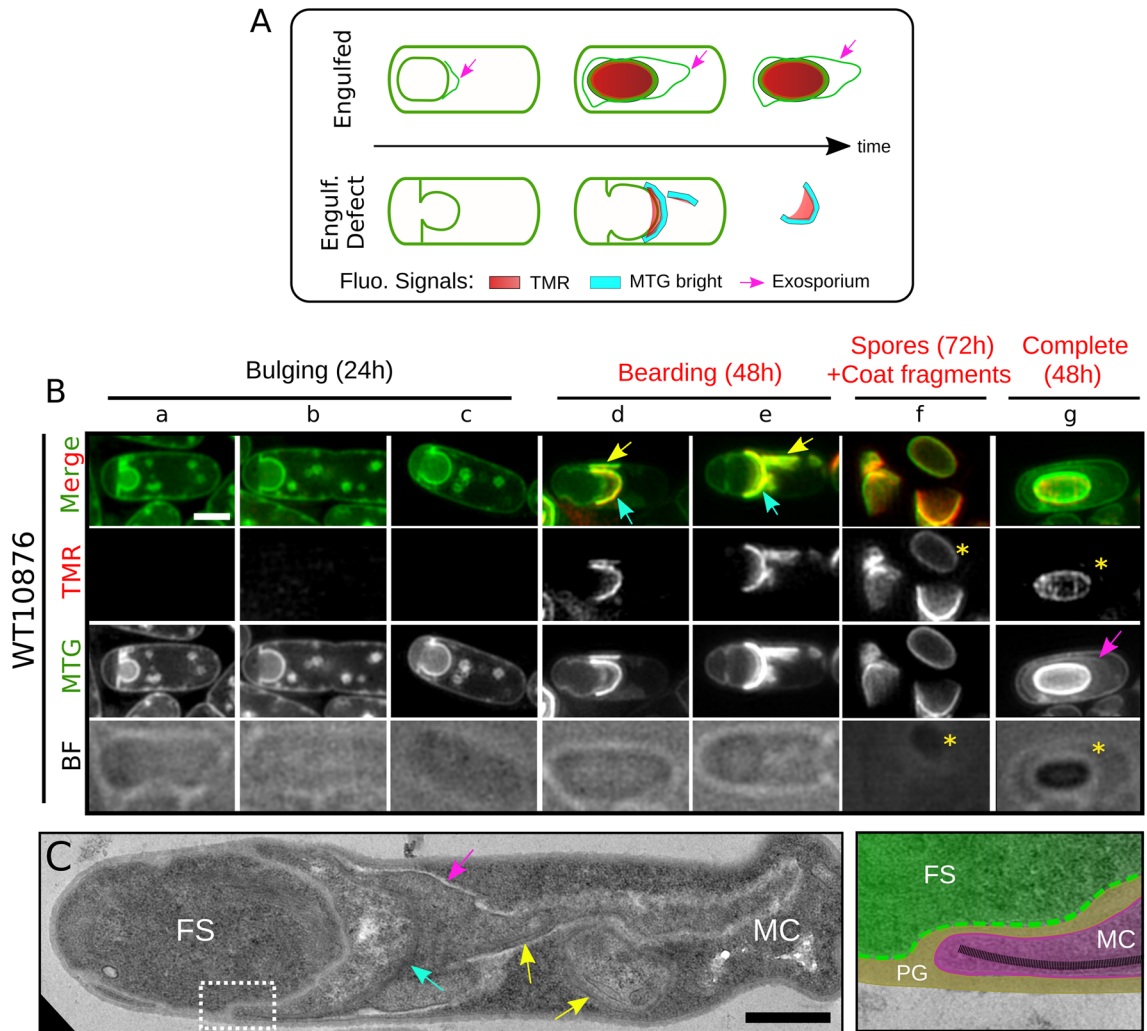 A
Engulfed
time
Engulf.
Defect
Fluo. Signals: TMR MTG bright Exosporium
B
Bulging (24h)
Bearding (48h)
Spores (72h)
+Coat fragments
Complete
(48h)
a b c d e f g
WT10876
Merge
TMR
* *
MTG
BF
* *
C
FS
MC
FS
MC
PG